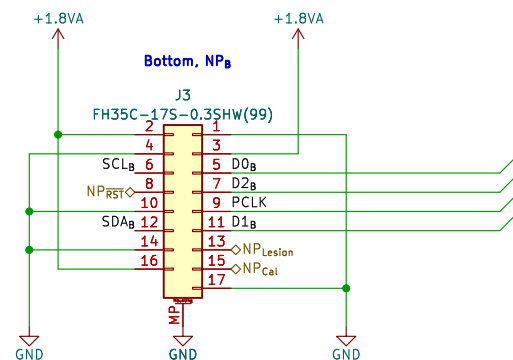 +1.8VA +1.8VA
Bottom, NPB
J3
FH35C-17S-0.3SHW(99)
2 1
4 3
SCLB 6 5 D0B
NPRST 8 7 D2B
10 9 PCLK
SDAB 12 11 D1B
14 13 NPLesion
16 15 NPCal
17
MP
GND GND GND